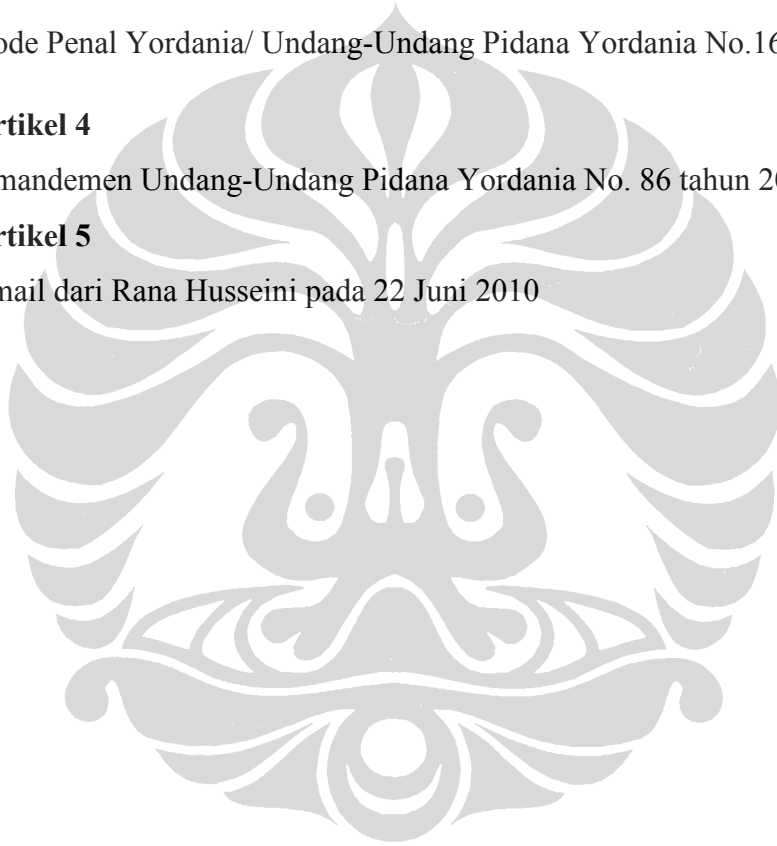 ode Penal Yordania/ Undang-Undang Pidana Yordania No.16
rtikel 4
mandemen Undang-Undang Pidana Yordania No. 86 tahun 20
rtikel 5
mail dari Rana Husseini pada 22 Juni 2010